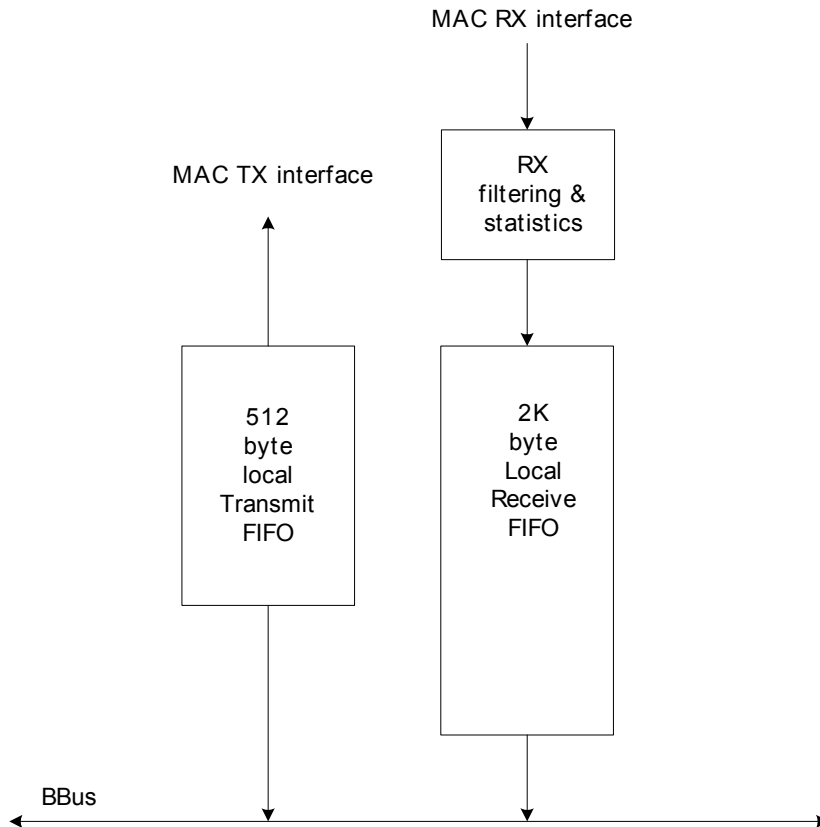 MAC RX interface
RX
filtering &
statistics
MAC TX interface
512
byte
local
Transmit
FIFO
2K
byte
Local
Receive
FIFO
BBus